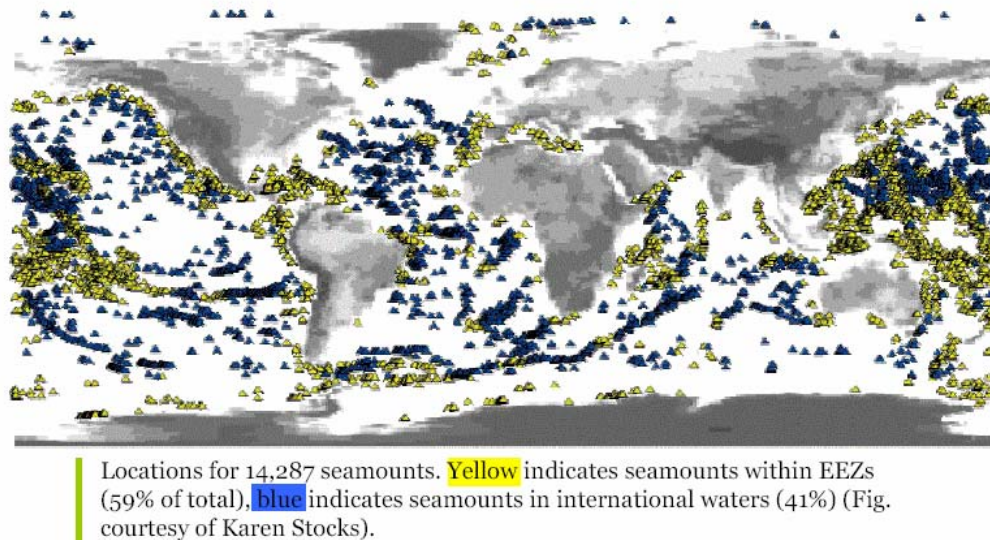 Locations for 14,287 seamounts. Yellow indicates seamounts within EEZs
(59% of total), blue indicates seamounts in international waters (41%) (Fig.
courtesy of Karen Stocks).